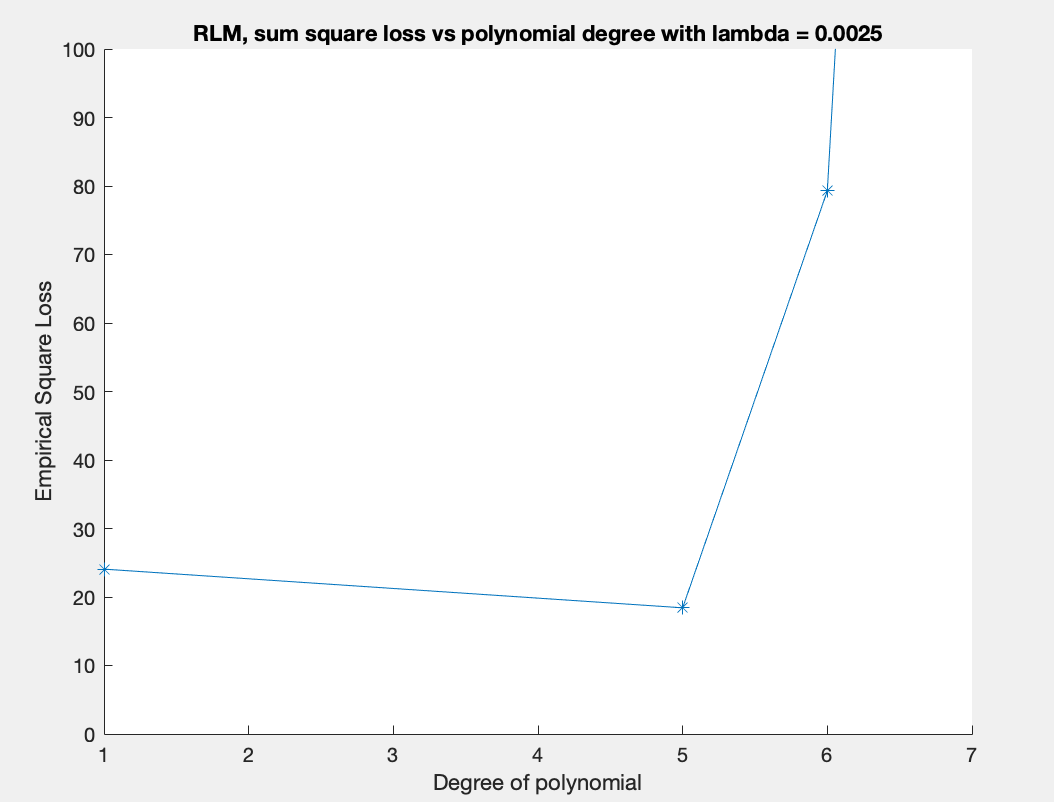 RLM, sum square loss vs polynomial degree with lambda = 0.0025
100
90
80
70
60
50
40
30
20
10
0
Empirical Square Loss
1 2 3 4 5 6 7
Degree of polynomial